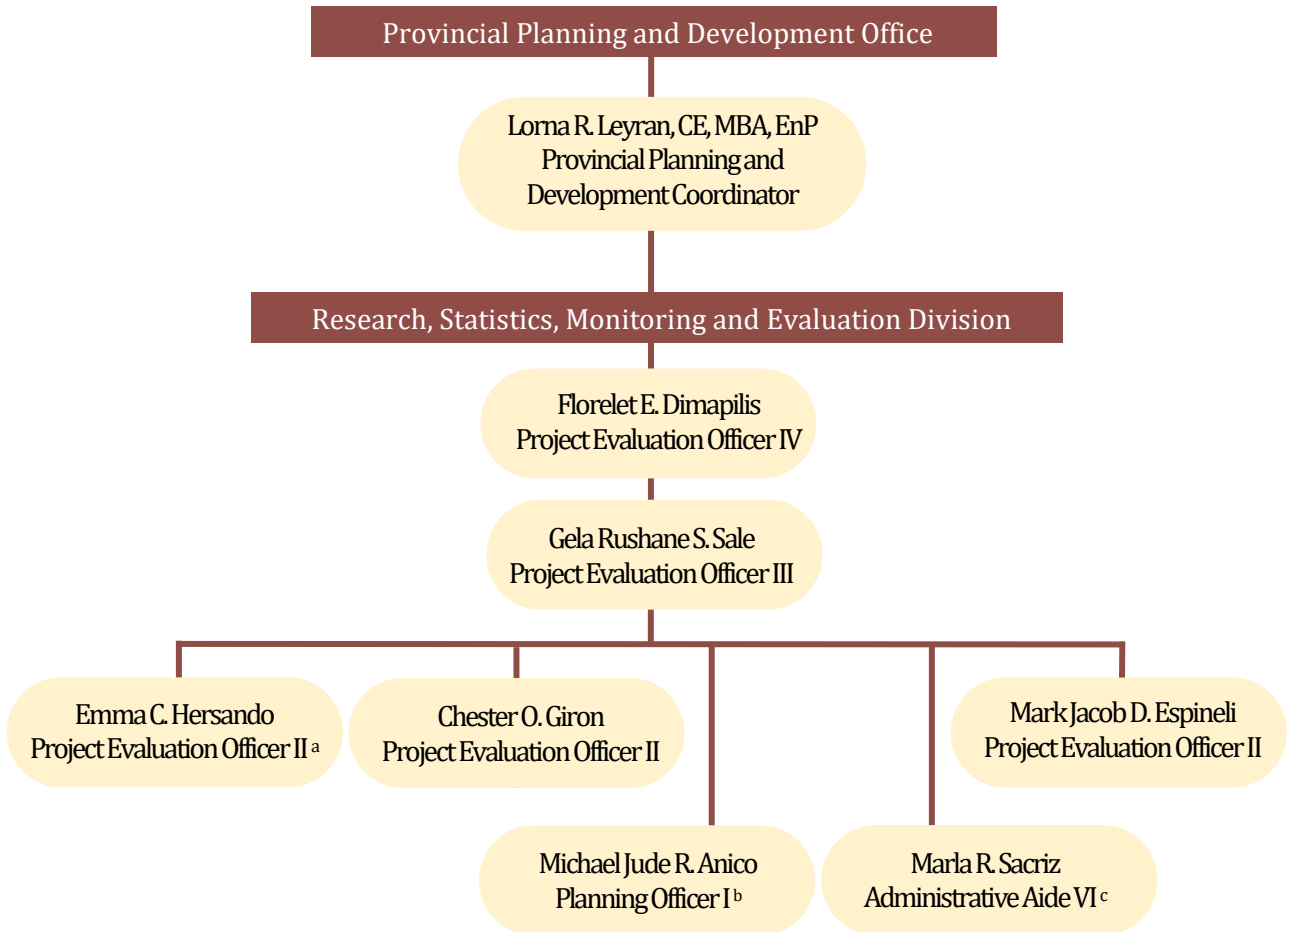 Provincial Planning and Development Office
Lorna R. Leyran, CE, MBA, EnP
Provincial Planning and
Development Coordinator
Research, Statistics, Monitoring and Evaluation Division
Florelet E. Dimapilis
Project Evaluation Officer IV
Gela Rushane S. Sale
Project Evaluation Officer III
Emma C. Hersando
Project Evaluation Officer II a
Chester O. Giron
Project Evaluation Officer II
Mark Jacob D. Espineli
Project Evaluation Officer II
Michael Jude R. Anico
Planning Officer I b
Marla R. Sacriz
Administrative Aide VI c